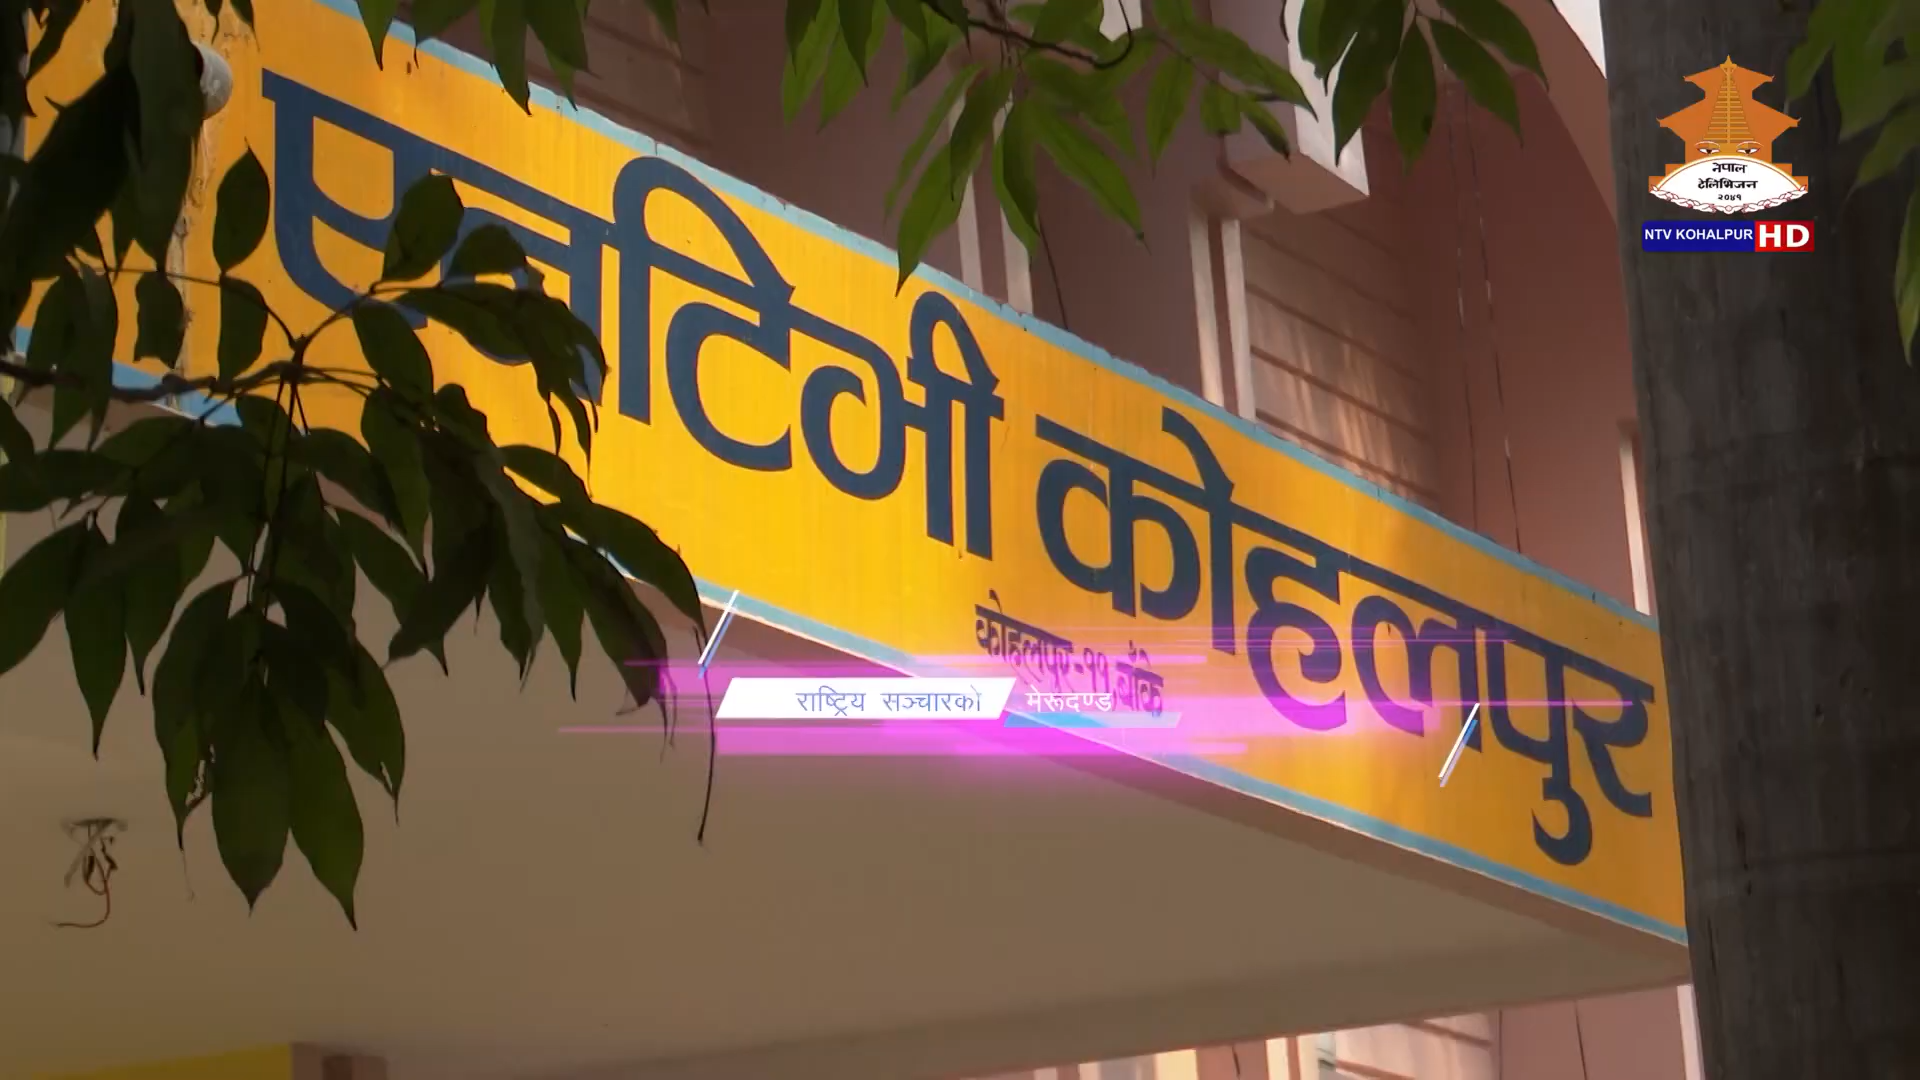 एनटिभी कोहलपुर
कोहलपुर-११ बाँके
राष्ट्रिय सञ्चारको मेरूदण्ड
नेपाल
टेलिभिजन
२०४१
NTV KOHALPUR HD